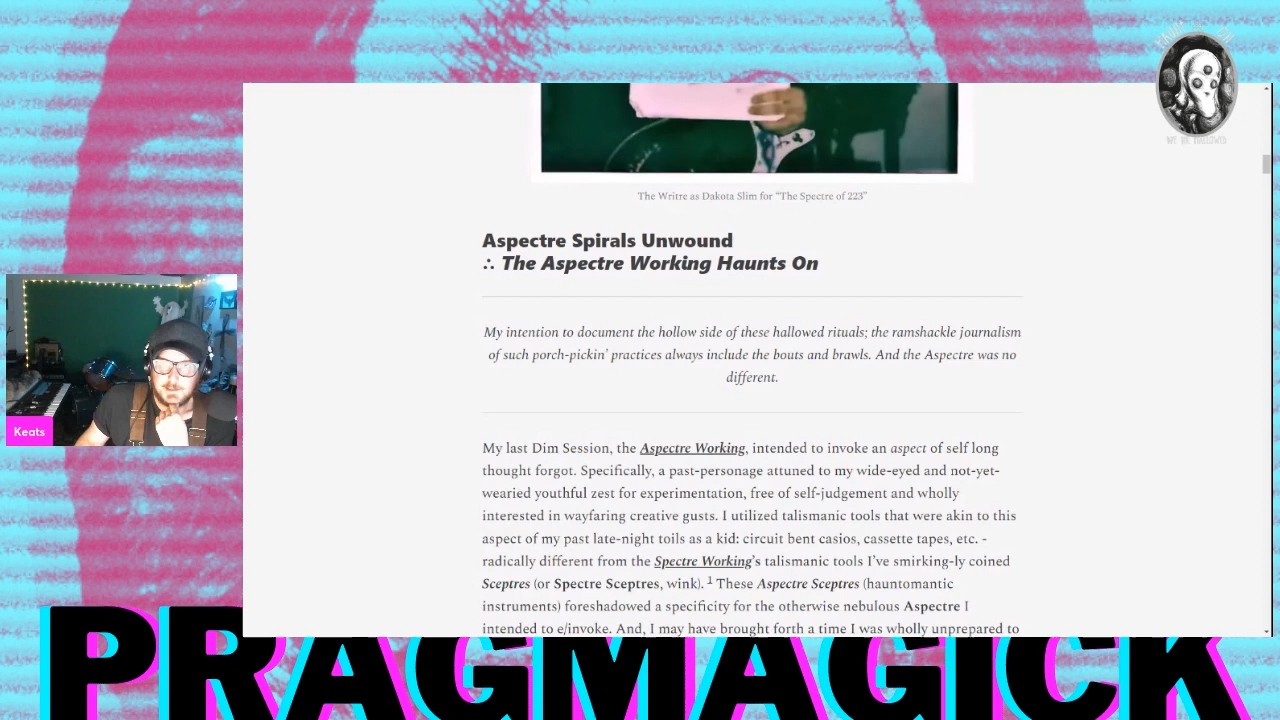 WE ARE HALLOWED
The Writre as Dakota Slim for “The Spectre of 223”
Aspectre Spirals Unwound
∴ The Aspectre Working Haunts On
My intention to document the hollow side of these hallowed rituals; the ramshackle journalism
of such porch-pickin' practices always include the bouts and brawls. And the Aspectre was no
different.
My last Dim Session, the Aspectre Working, intended to invoke an aspect of self long
thought forgot. Specifically, a past-personage attuned to my wide-eyed and not-yet-
wearied youthful zest for experimentation, free of self-judgement and wholly
interested in wayfaring creative gusts. I utilized talismanic tools that were akin to this
aspect of my past late-night toils as a kid: circuit bent casios, cassette tapes, etc. -
radically different from the Spectre Working's talismanic tools I've smirking-ly coined
Sceptres (or Spectre Sceptres, wink). 1 These Aspectre Sceptres (hauntomantic
instruments) foreshadowed a specificity for the otherwise nebulous Aspectre I
intended to e/invoke. And, I may have brought forth a time I was wholly unprepared to
Keats
PRAGMAGICK